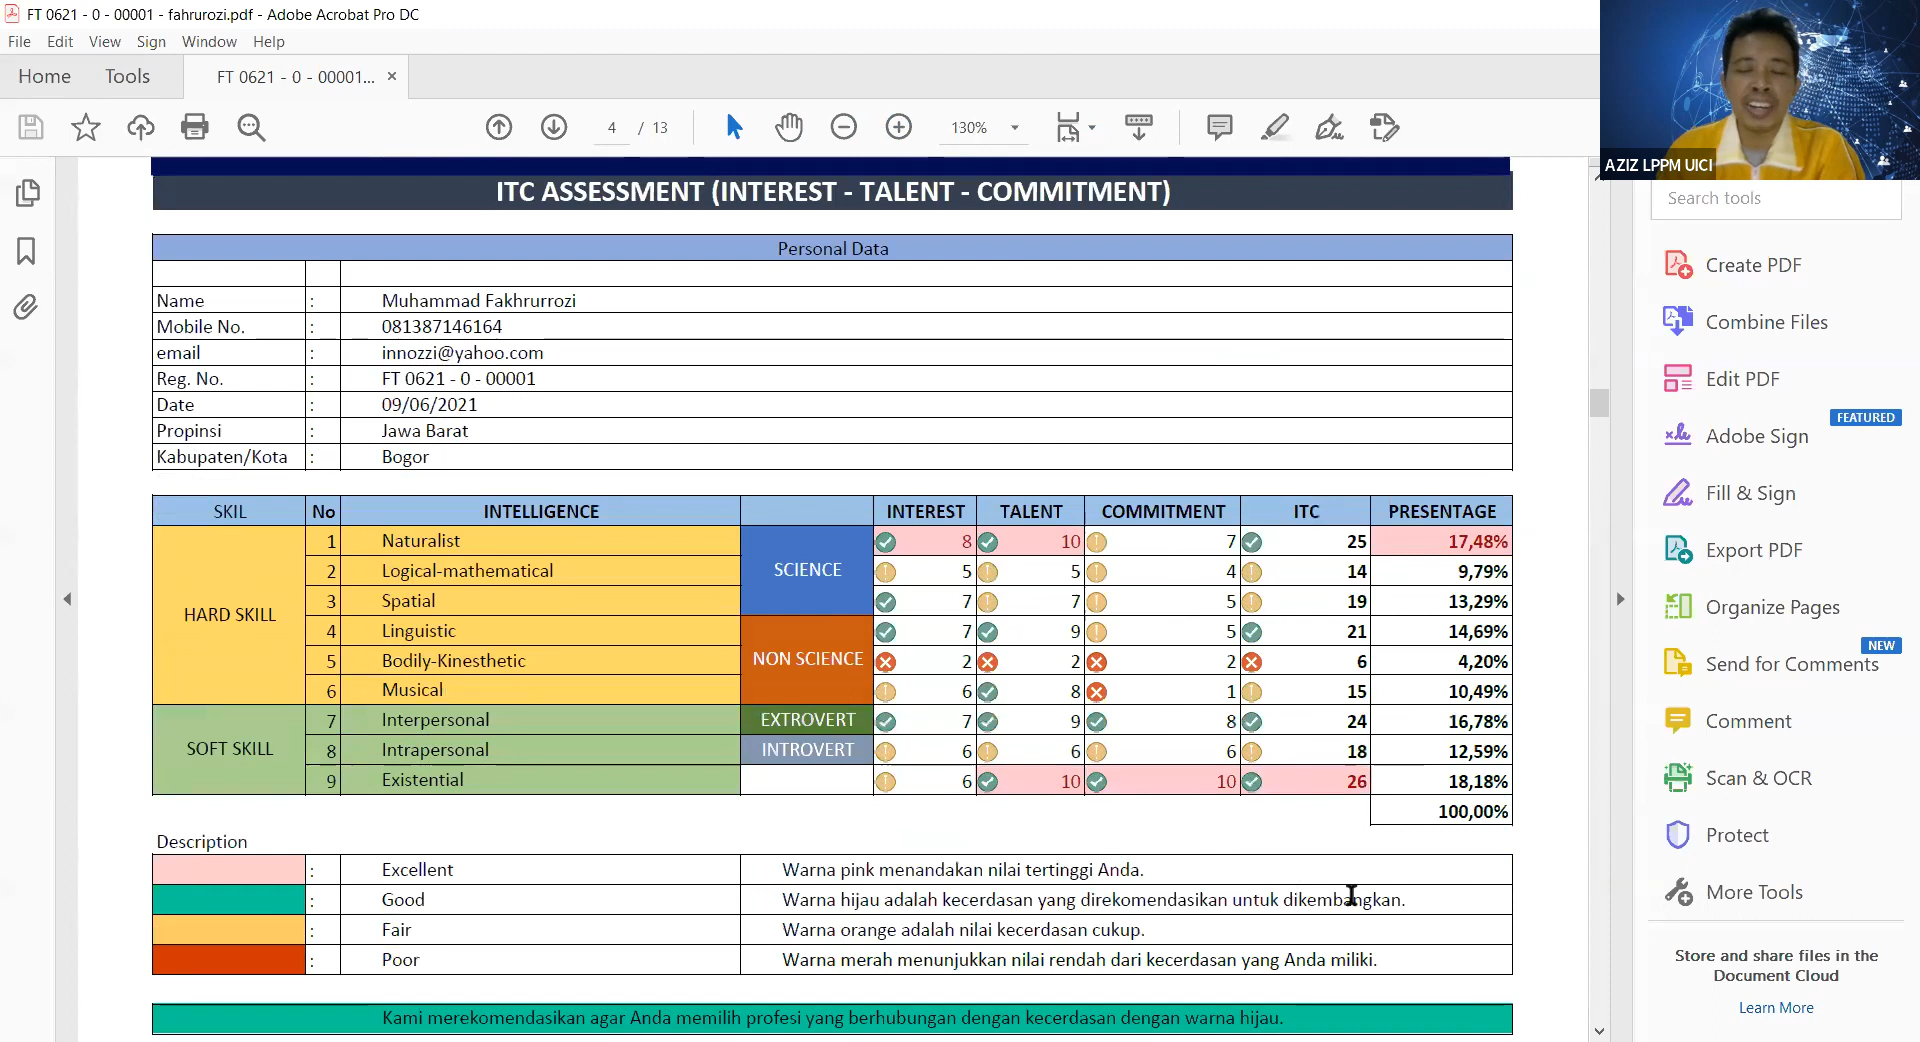 FT 0621 - 0 - 00001 - fahrurozi.pdf - Adobe Acrobat Pro DC
File Edit View Sign Window Help
Home Tools FT 0621 - 0 - 00001... ×
4 / 13 130%
AZIZ LPPM UICI
ITC ASSESSMENT (INTEREST - TALENT - COMMITMENT)
Personal Data
Name : Muhammad Fakhrurrozi
Mobile No. : 081387146164
email : innozzi@yahoo.com
Reg. No. : FT 0621 - 0 - 00001
Date : 09/06/2021
Propinsi : Jawa Barat
Kabupaten/Kota : Bogor
SKIL No INTELLIGENCE INTEREST TALENT COMMITMENT ITC PRESENTAGE
HARD SKILL
SCIENCE
1 Naturalist 8 10 7 25 17,48%
2 Logical-mathematical 5 5 4 14 9,79%
3 Spatial 7 7 5 19 13,29%
NON SCIENCE
4 Linguistic 7 9 5 21 14,69%
5 Bodily-Kinesthetic 2 2 2 6 4,20%
6 Musical 6 8 1 15 10,49%
SOFT SKILL
7 Interpersonal EXTROVERT 7 9 8 24 16,78%
8 Intrapersonal INTROVERT 6 6 6 18 12,59%
9 Existential 6 10 10 26 18,18%
100,00%
Description
: Excellent Warna pink menandakan nilai tertinggi Anda.
: Good Warna hijau adalah kecerdasan yang direkomendasikan untuk dikembangkan.
: Fair Warna orange adalah nilai kecerdasan cukup.
: Poor Warna merah menunjukkan nilai rendah dari kecerdasan yang Anda miliki.
Kami merekomendasikan agar Anda memilih profesi yang berhubungan dengan kecerdasan dengan warna hijau.
Search tools
Create PDF
Combine Files
Edit PDF
FEATURED
Adobe Sign
Fill & Sign
Export PDF
Organize Pages
NEW
Send for Comments
Comment
Scan & OCR
Protect
More Tools
Store and share files in the
Document Cloud
Learn More